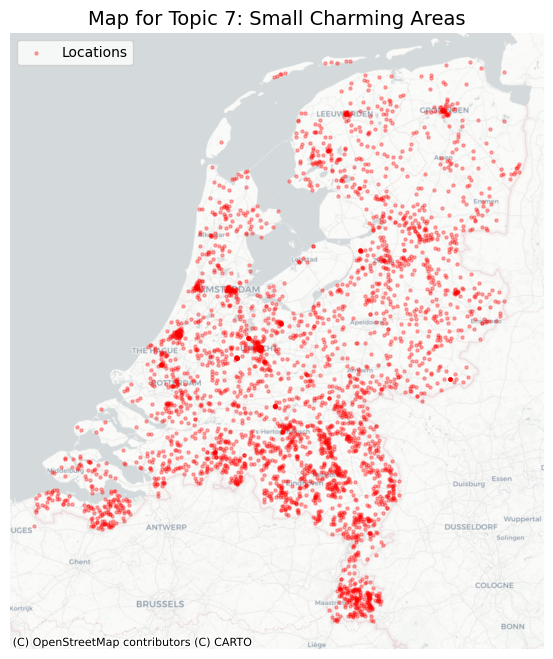 Map for Topic 7: Small Charming Areas
Locations
LEEUWARDEN
GRONINGEN
Assen
Emmen
Lelystad
AMSTERDAM
Apeldoorn
THE HAGUE
ROTTERDAM
Middelburg
Duisburg
Essen
ANTWERP
DUSSELDORF
Wuppertal
Solingen
Ghent
COLOGNE
BRUSSELS
Kortrijk
Maastricht
BONN
Liège
(C) OpenStreetMap contributors (C) CARTO